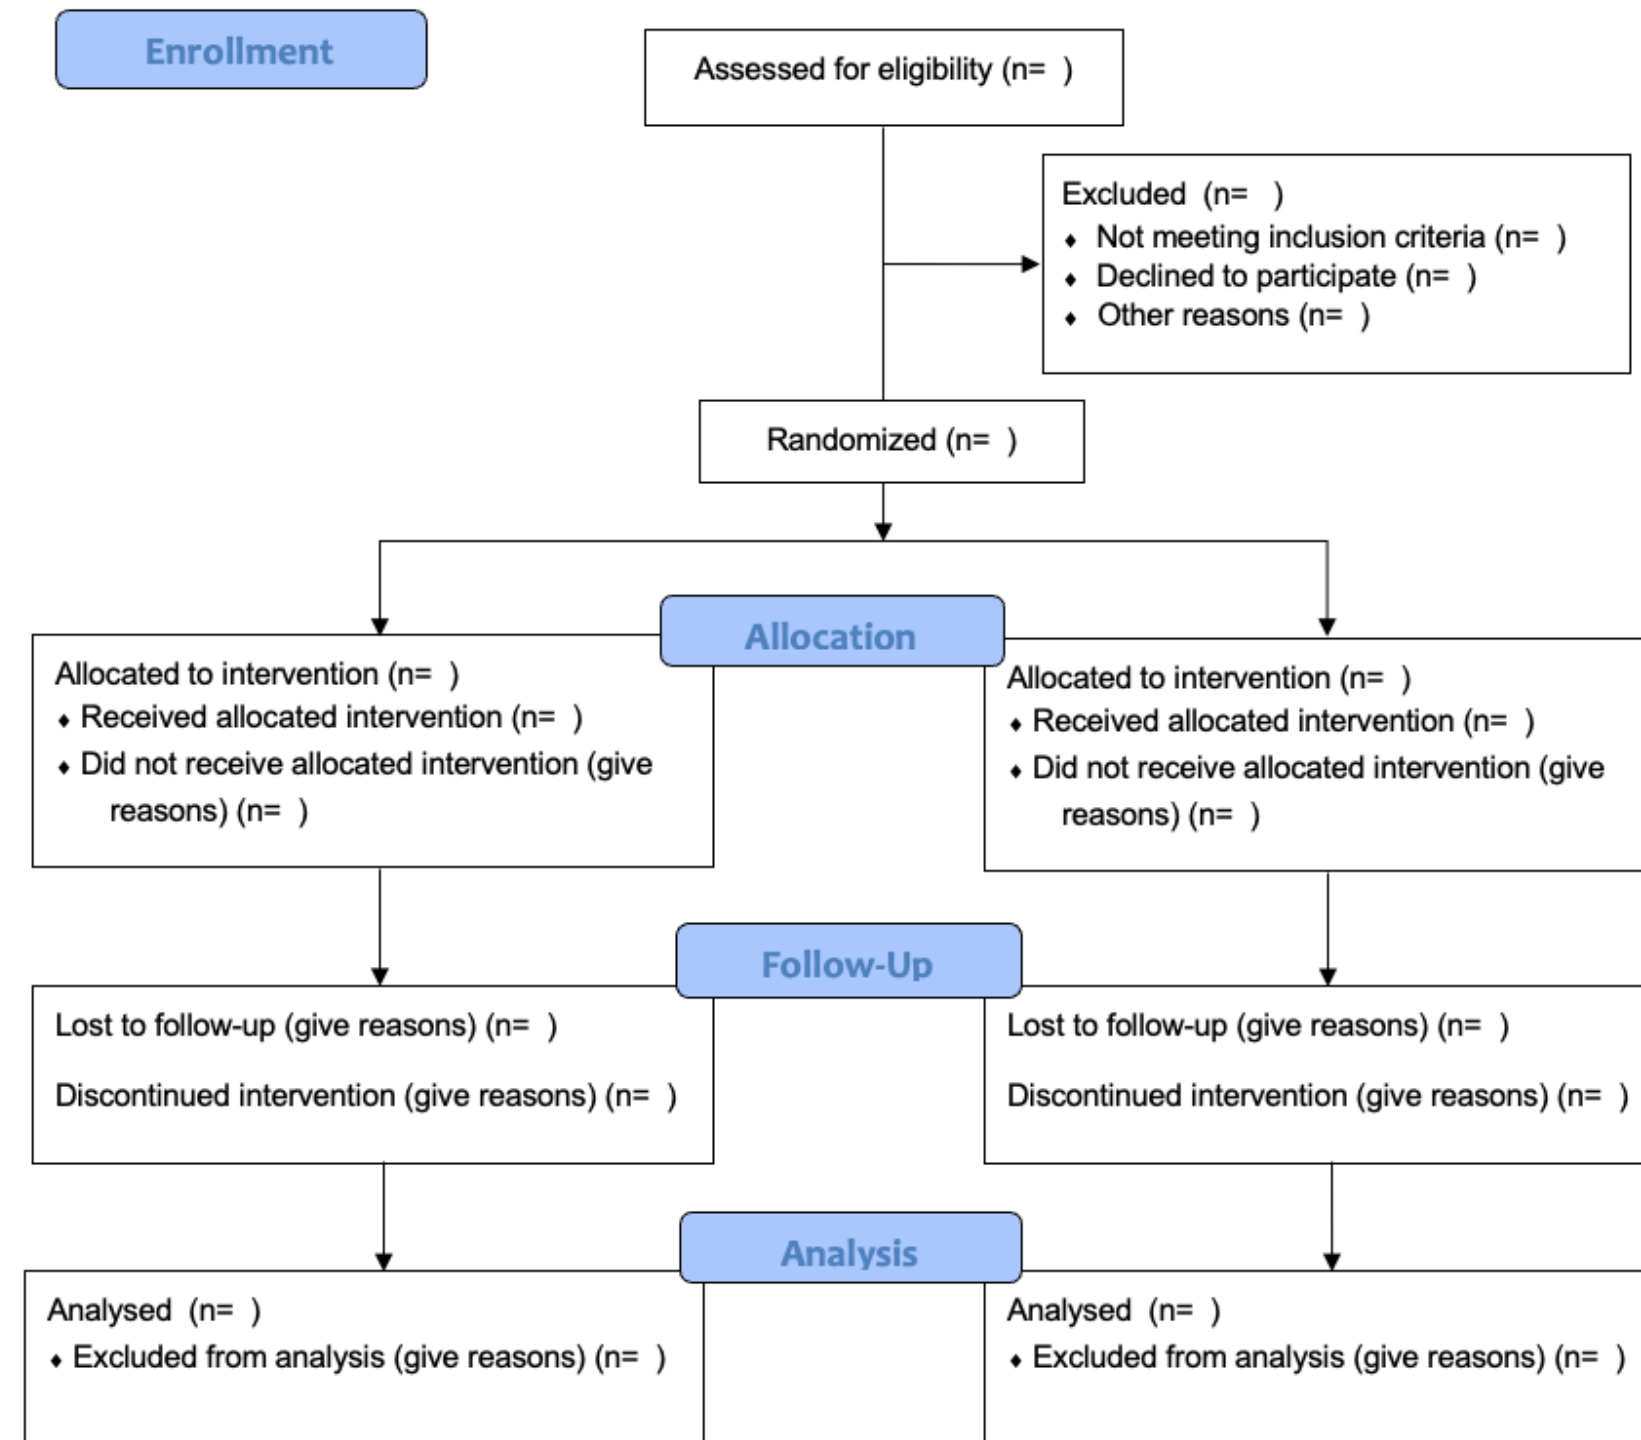 Enrollment
Assessed for eligibility (n=  )
Excluded  (n=   )
⬧ Not meeting inclusion criteria (n=  )
⬧ Declined to participate (n=  )
⬧ Other reasons (n=  )
Randomized (n=  )
Allocation
Allocated to intervention (n=  )
⬧ Received allocated intervention (n=  )
⬧ Did not receive allocated intervention (give
reasons) (n=  )
Allocated to intervention (n=  )
⬧ Received allocated intervention (n=  )
⬧ Did not receive allocated intervention (give
reasons) (n=  )
Follow-Up
Lost to follow-up (give reasons) (n=  )
Discontinued intervention (give reasons) (n=  )
Lost to follow-up (give reasons) (n=  )
Discontinued intervention (give reasons) (n=  )
Analysis
Analysed  (n=  )
⬧ Excluded from analysis (give reasons) (n=  )
Analysed  (n=  )
⬧ Excluded from analysis (give reasons) (n=  )